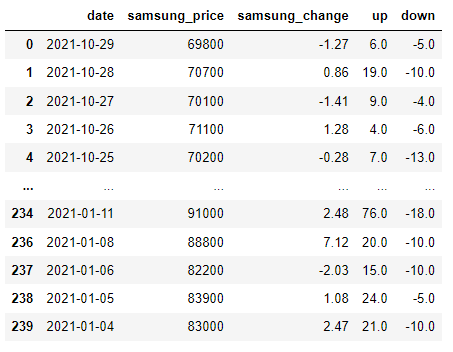 date samsung_price samsung_change up down
0 2021-10-29 69800 -1.27 6.0 -5.0
1 2021-10-28 70700 0.86 19.0 -10.0
2 2021-10-27 70100 -1.41 9.0 -4.0
3 2021-10-26 71100 1.28 4.0 -6.0
4 2021-10-25 70200 -0.28 7.0 -13.0
... ... ... ... ... ...
234 2021-01-11 91000 2.48 76.0 -18.0
236 2021-01-08 88800 7.12 20.0 -10.0
237 2021-01-06 82200 -2.03 15.0 -10.0
238 2021-01-05 83900 1.08 24.0 -5.0
239 2021-01-04 83000 2.47 21.0 -10.0